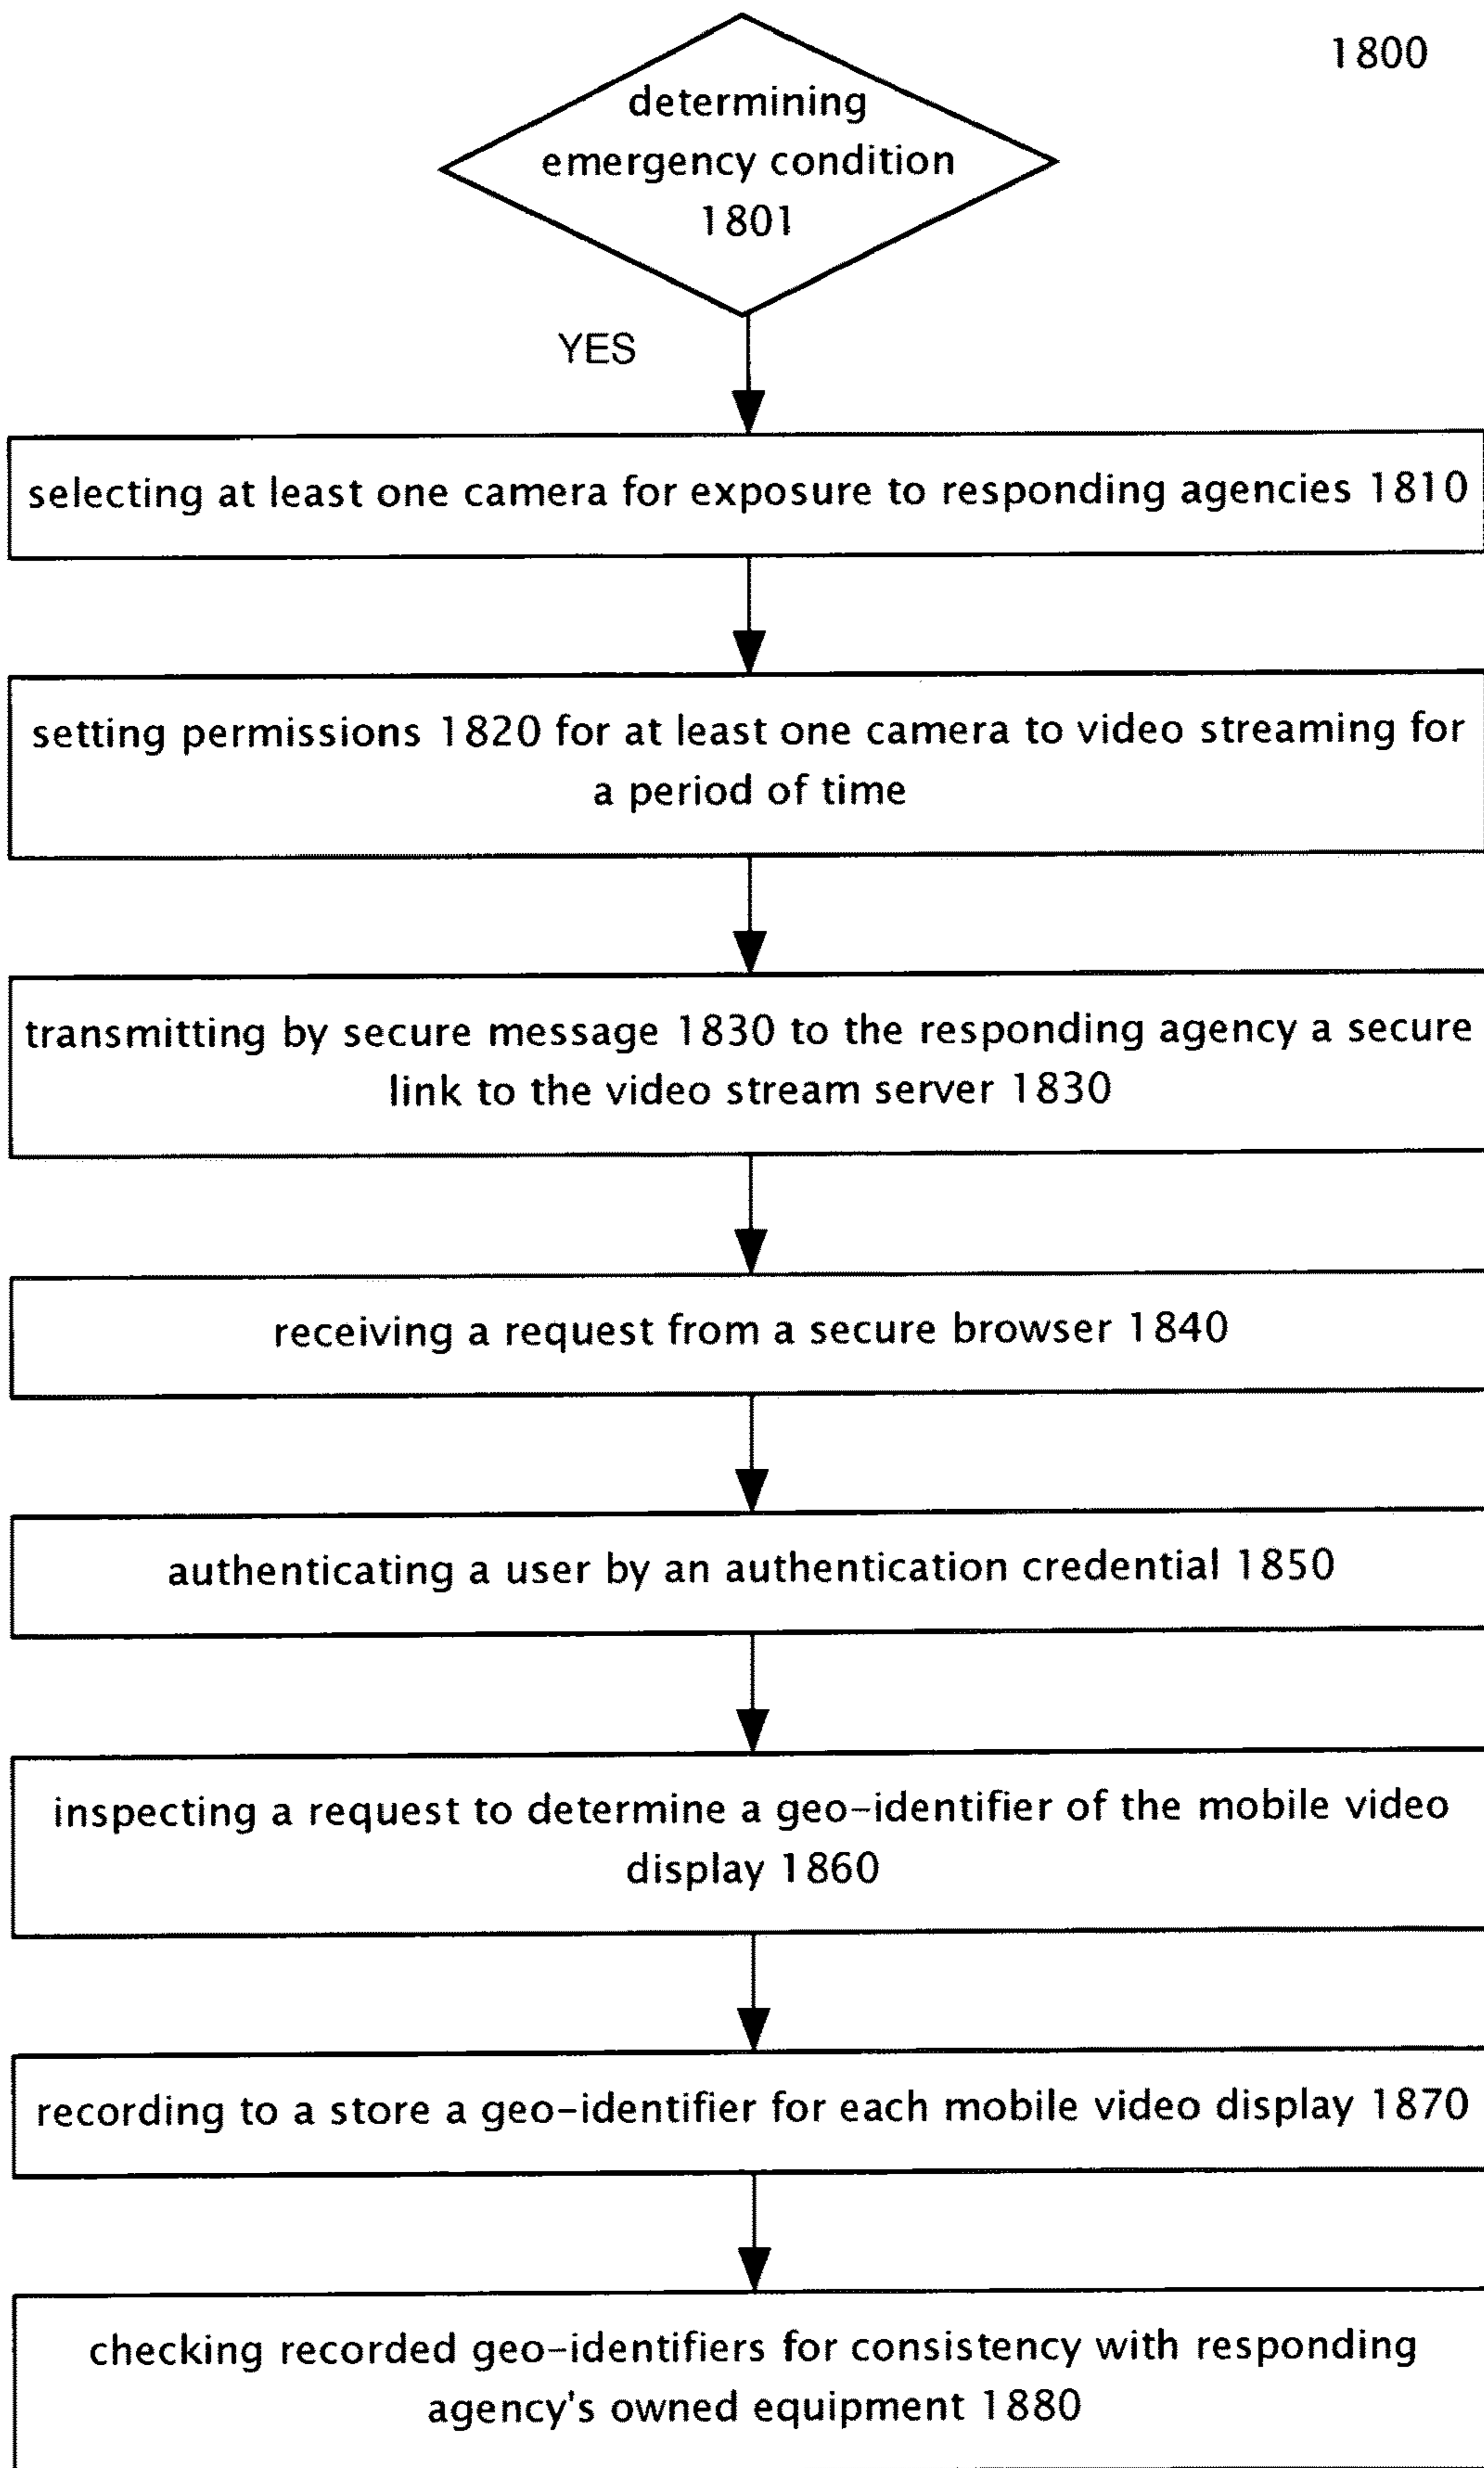 1800
determining
emergency condition
1801
YES
selecting at least one camera for exposure to responding agencies 1810
setting permissions 1820 for at least one camera to video streaming for
a period of time
transmitting by secure message 1830 to the responding agency a secure
link to the video stream server 1830
receiving a request from a secure browser 1840
authenticating a user by an authentication credential 1850
inspecting a request to determine a geo-identifier of the mobile video
display 1860
recording to a store a geo-identifier for each mobile video display 1870
checking recorded geo-identifiers for consistency with responding
agency's owned equipment 1880